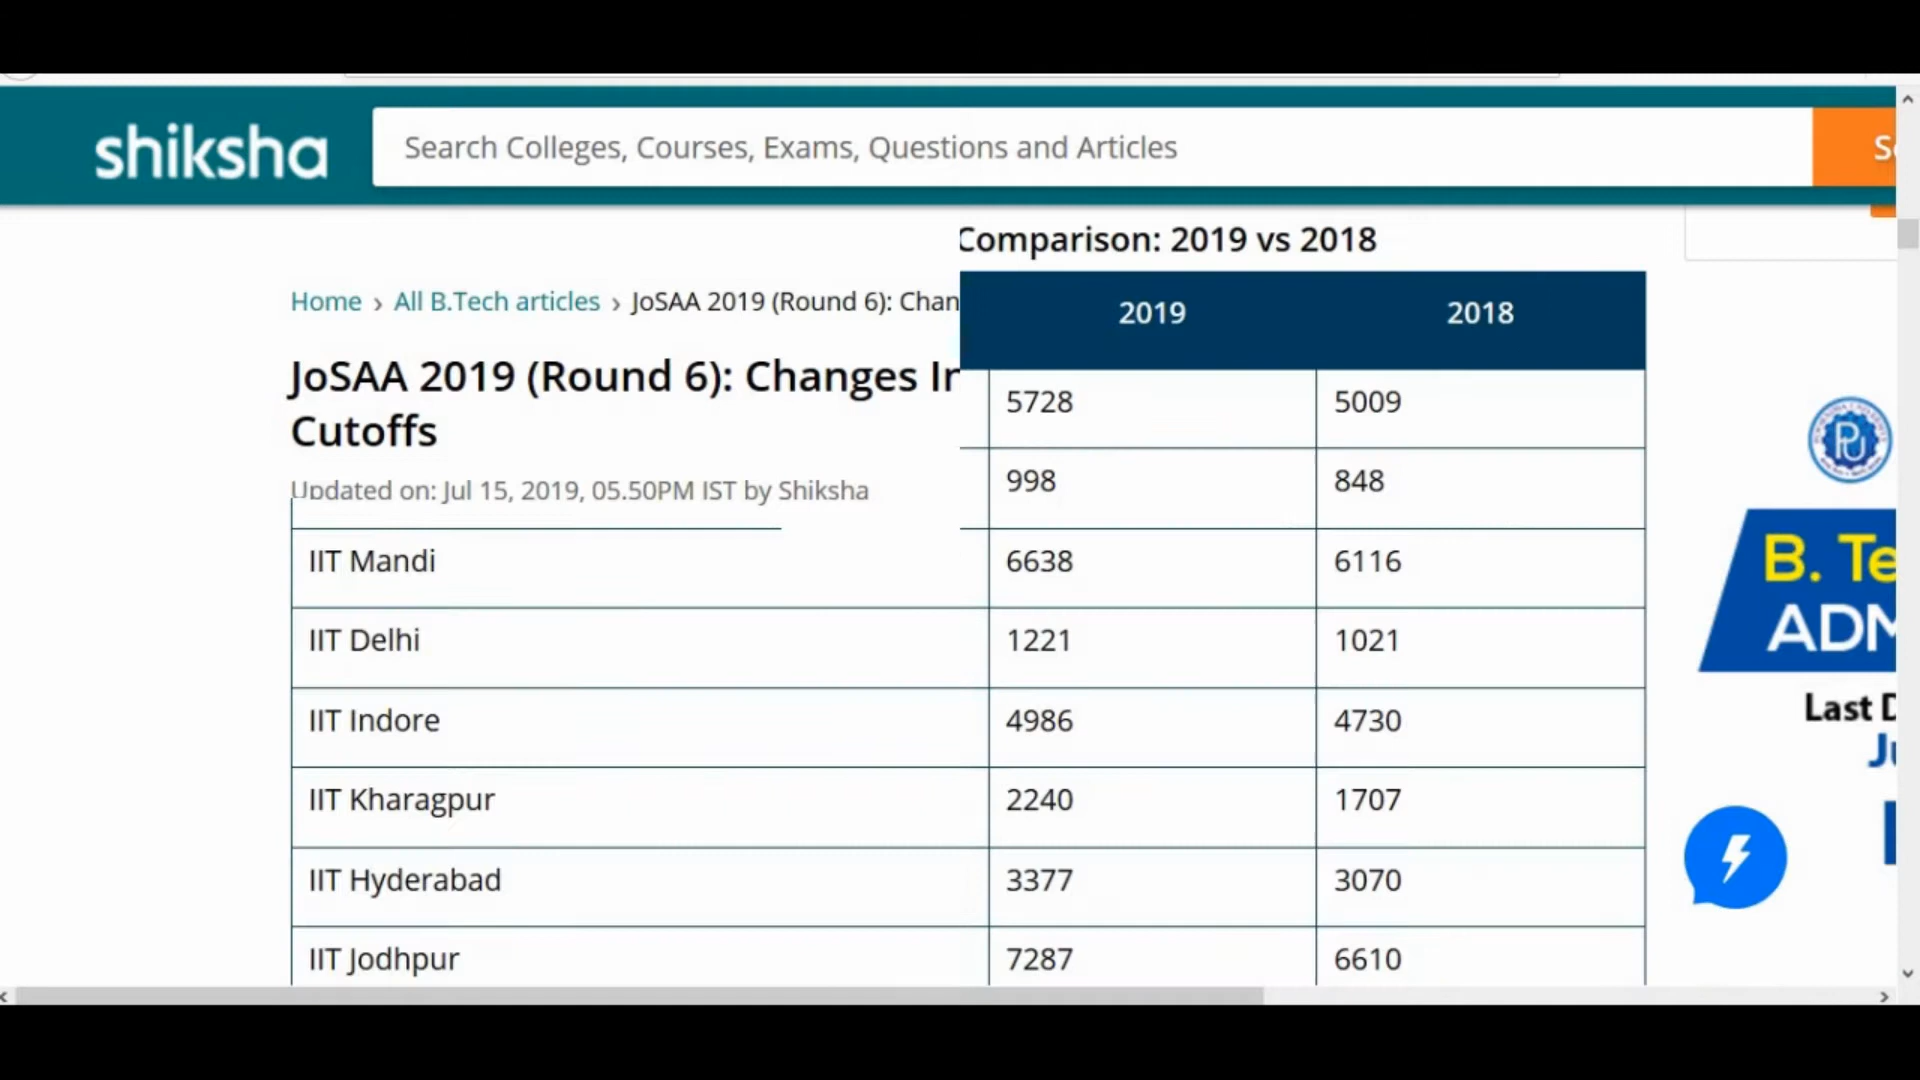 shiksha
Search Colleges, Courses, Exams, Questions and Articles
Comparison: 2019 vs 2018
Home › All B.Tech articles › JoSAA 2019 (Round 6): Chan
JoSAA 2019 (Round 6): Changes In
Cutoffs
Updated on: Jul 15, 2019, 05.50PM IST by Shiksha
2019 2018
5728 5009
998 848
IIT Mandi 6638 6116
IIT Delhi 1221 1021
IIT Indore 4986 4730
IIT Kharagpur 2240 1707
IIT Hyderabad 3377 3070
IIT Jodhpur 7287 6610
PU
B. Te
ADM
Last D